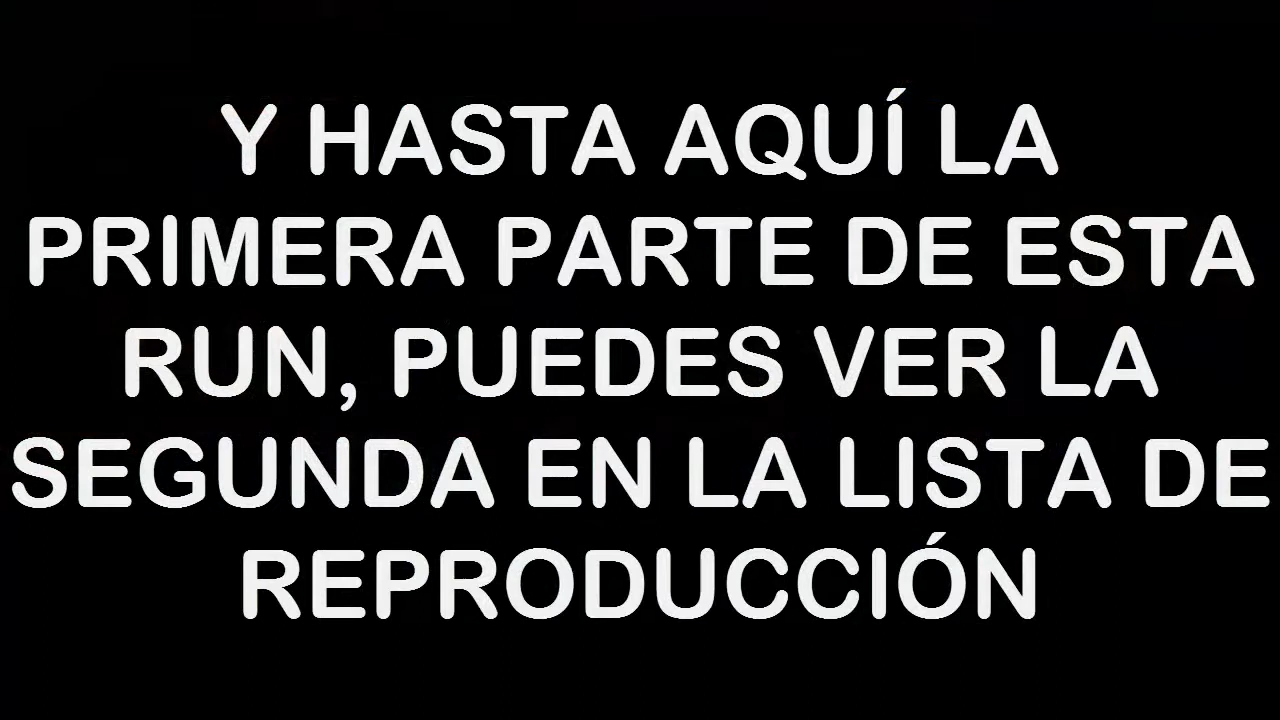 Y HASTA AQUÍ LA
PRIMERA PARTE DE ESTA
RUN, PUEDES VER LA
SEGUNDA EN LA LISTA DE
REPRODUCCIÓN